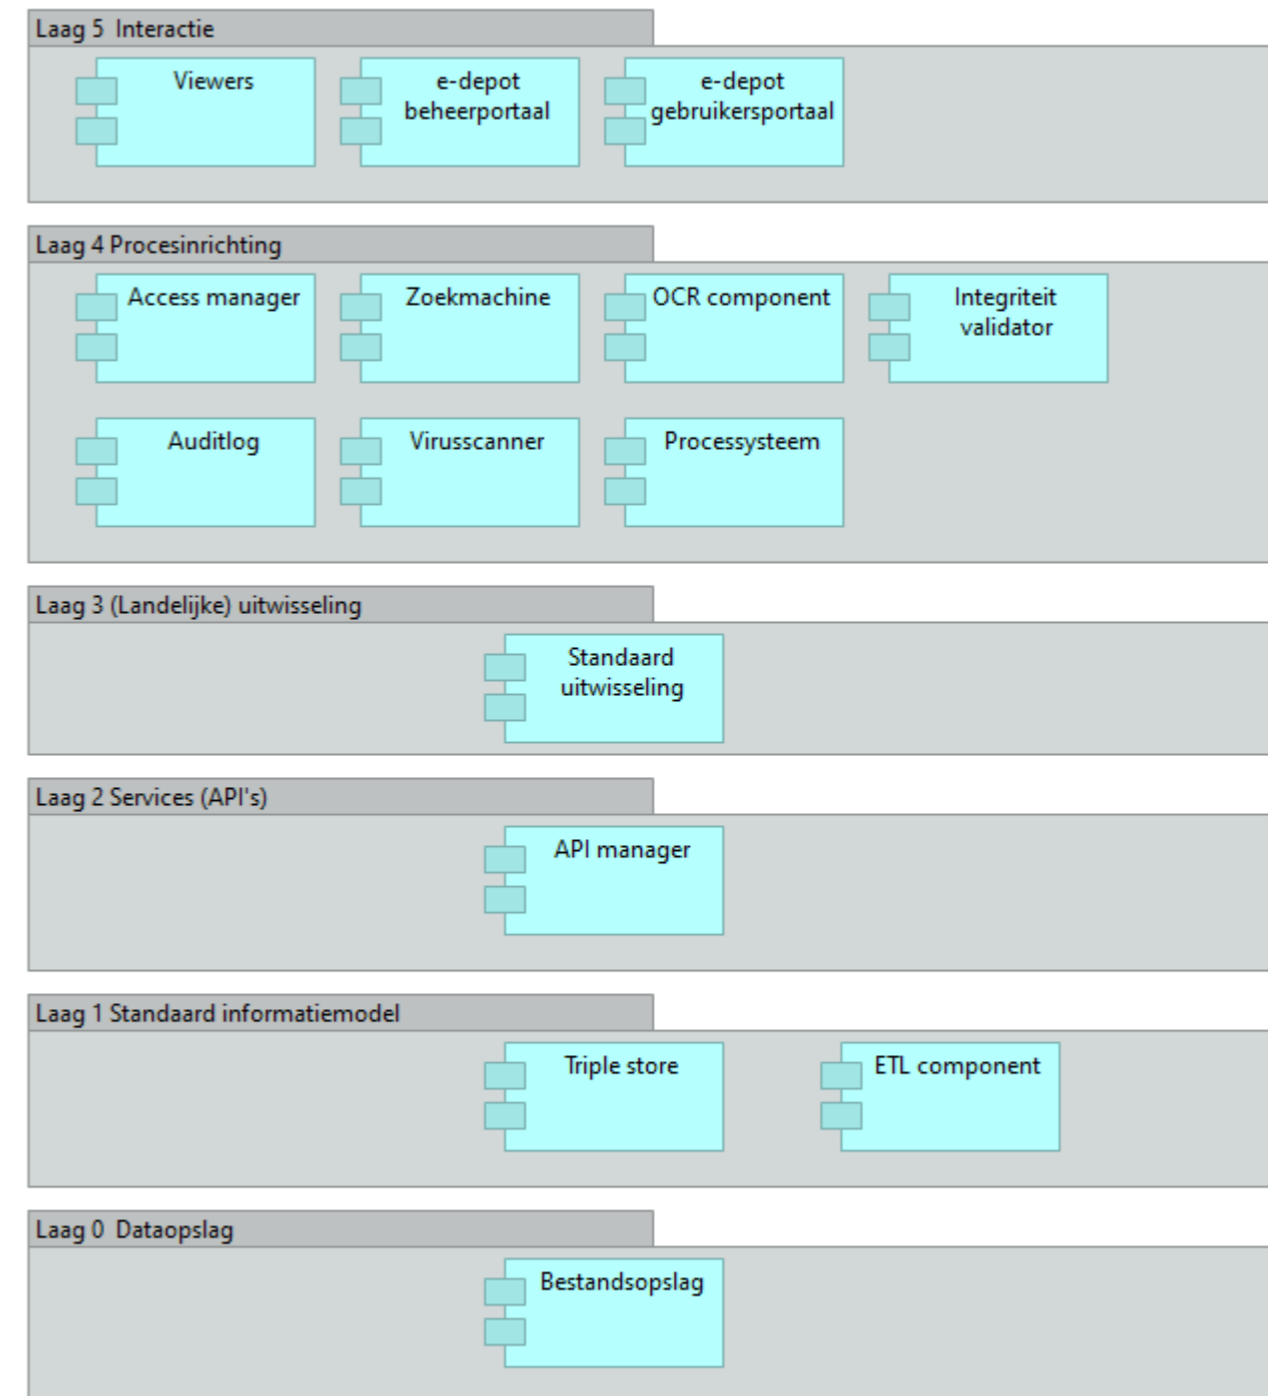 Laag 5  Interactie
Viewers
e-depot
beheerportaal
e-depot
gebruikersportaal
Laag 4 Procesinrichting
Access manager
Zoekmachine
OCR component
Integriteit
validator
Auditlog
Virusscanner
Processysteem
Laag 3 (Landelijke) uitwisseling
Standaard
uitwisseling
Laag 2 Services (API's)
API manager
Laag 1 Standaard informatiemodel
Triple store
ETL component
Laag 0  Dataopslag
Bestandsopslag